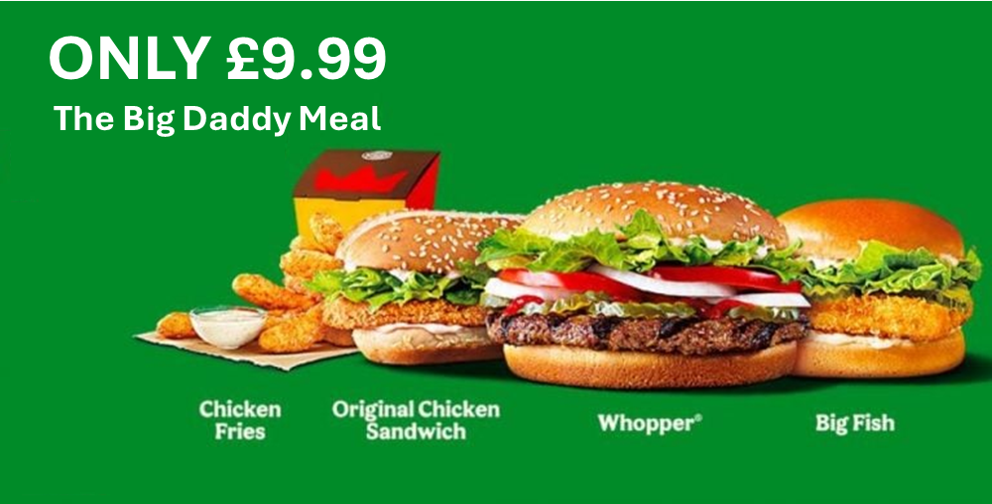 ONLY £9.99
The Big Daddy Meal
Chicken
Fries
Original Chicken
Sandwich
Whopper®
Big Fish